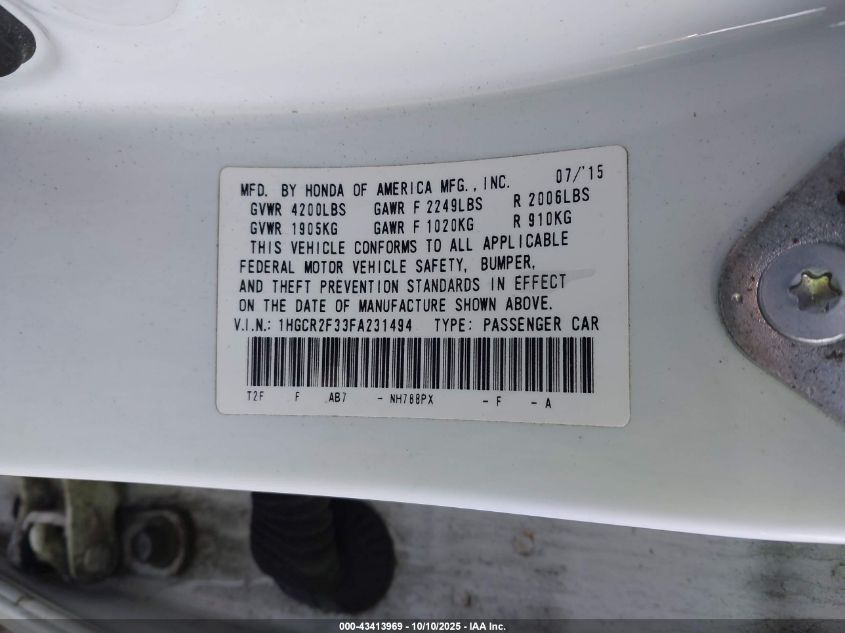 MFD. BY HONDA OF AMERICA MFG., INC. 07/'15
GVWR 4200LBS GAWR F 2249LBS R 2006LBS
GVWR 1905KG GAWR F 1020KG R 910KG
THIS VEHICLE CONFORMS TO ALL APPLICABLE
FEDERAL MOTOR VEHICLE SAFETY, BUMPER,
AND THEFT PREVENTION STANDARDS IN EFFECT
ON THE DATE OF MANUFACTURE SHOWN ABOVE.
V.I.N.: 1HGCR2F33FA231494 TYPE: PASSENGER CAR
T2F F AB7 - NH788PX - F - A
000-43413969 - 10/10/2025 - IAA Inc.